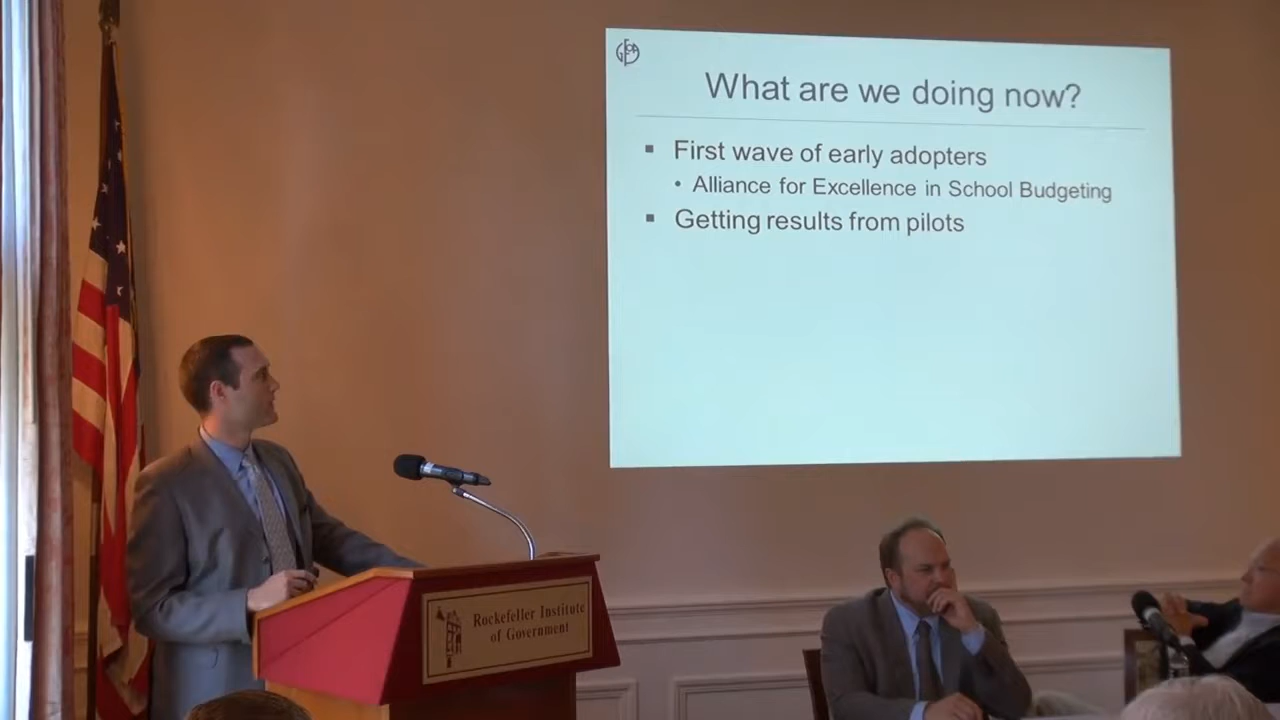 GFOA
What are we doing now?
First wave of early adopters
Alliance for Excellence in School Budgeting
Getting results from pilots
Rockefeller Institute
of Government